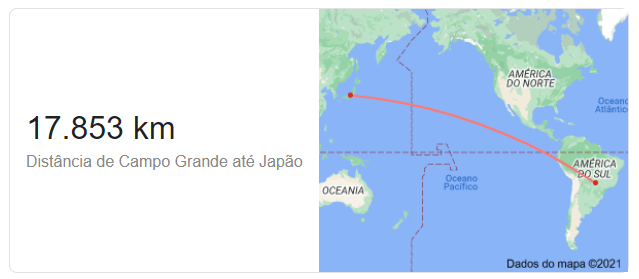 17.853 km
Distância de Campo Grande até Japão
AMÉRICA
DO NORTE
Oceano
Atlântico
AMÉRICA
DO SUL
Oceano
Pacífico
OCEANIA
Dados do mapa ©2021